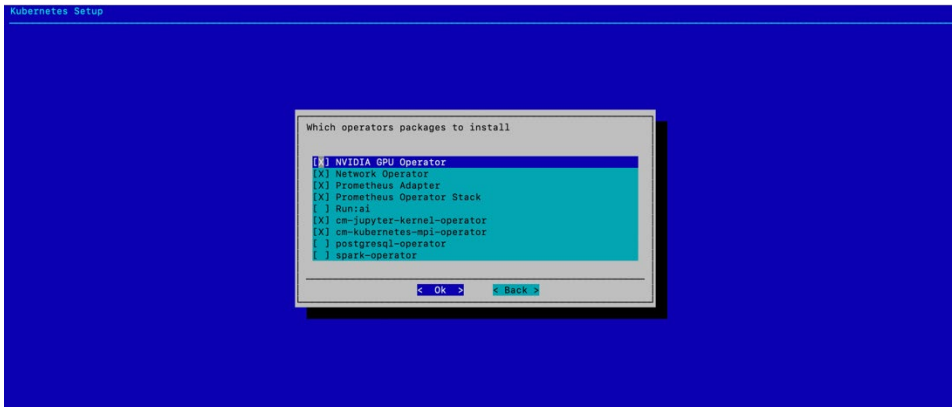 Kubernetes Setup
Which operators packages to install
[X] NVIDIA GPU Operator
[X] Network Operator
[X] Prometheus Adapter
[X] Prometheus Operator Stack
[ ] Run:ai
[X] cm-jupyter-kernel-operator
[X] cm-kubernetes-mpi-operator
[ ] postgresql-operator
[ ] spark-operator
< Ok > < Back >